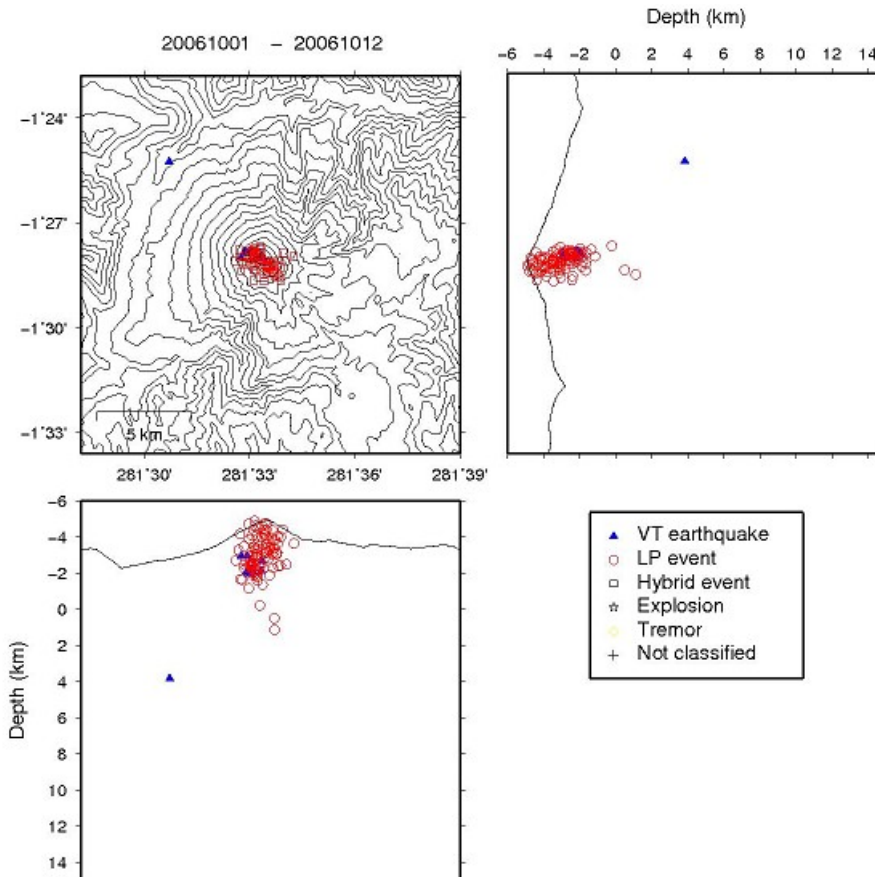 Depth (km)
20061001 – 20061012
−6 −4 −2 0 2 4 6 8 10 12 14
−1˚24'
−1˚27'
−1˚30'
−1˚33'
5 km
281˚30' 281˚33' 281˚36' 281˚39'
−6
−4
−2
0
2
4
6
8
10
12
14
Depth (km)
VT earthquake
LP event
Hybrid event
Explosion
Tremor
Not classified